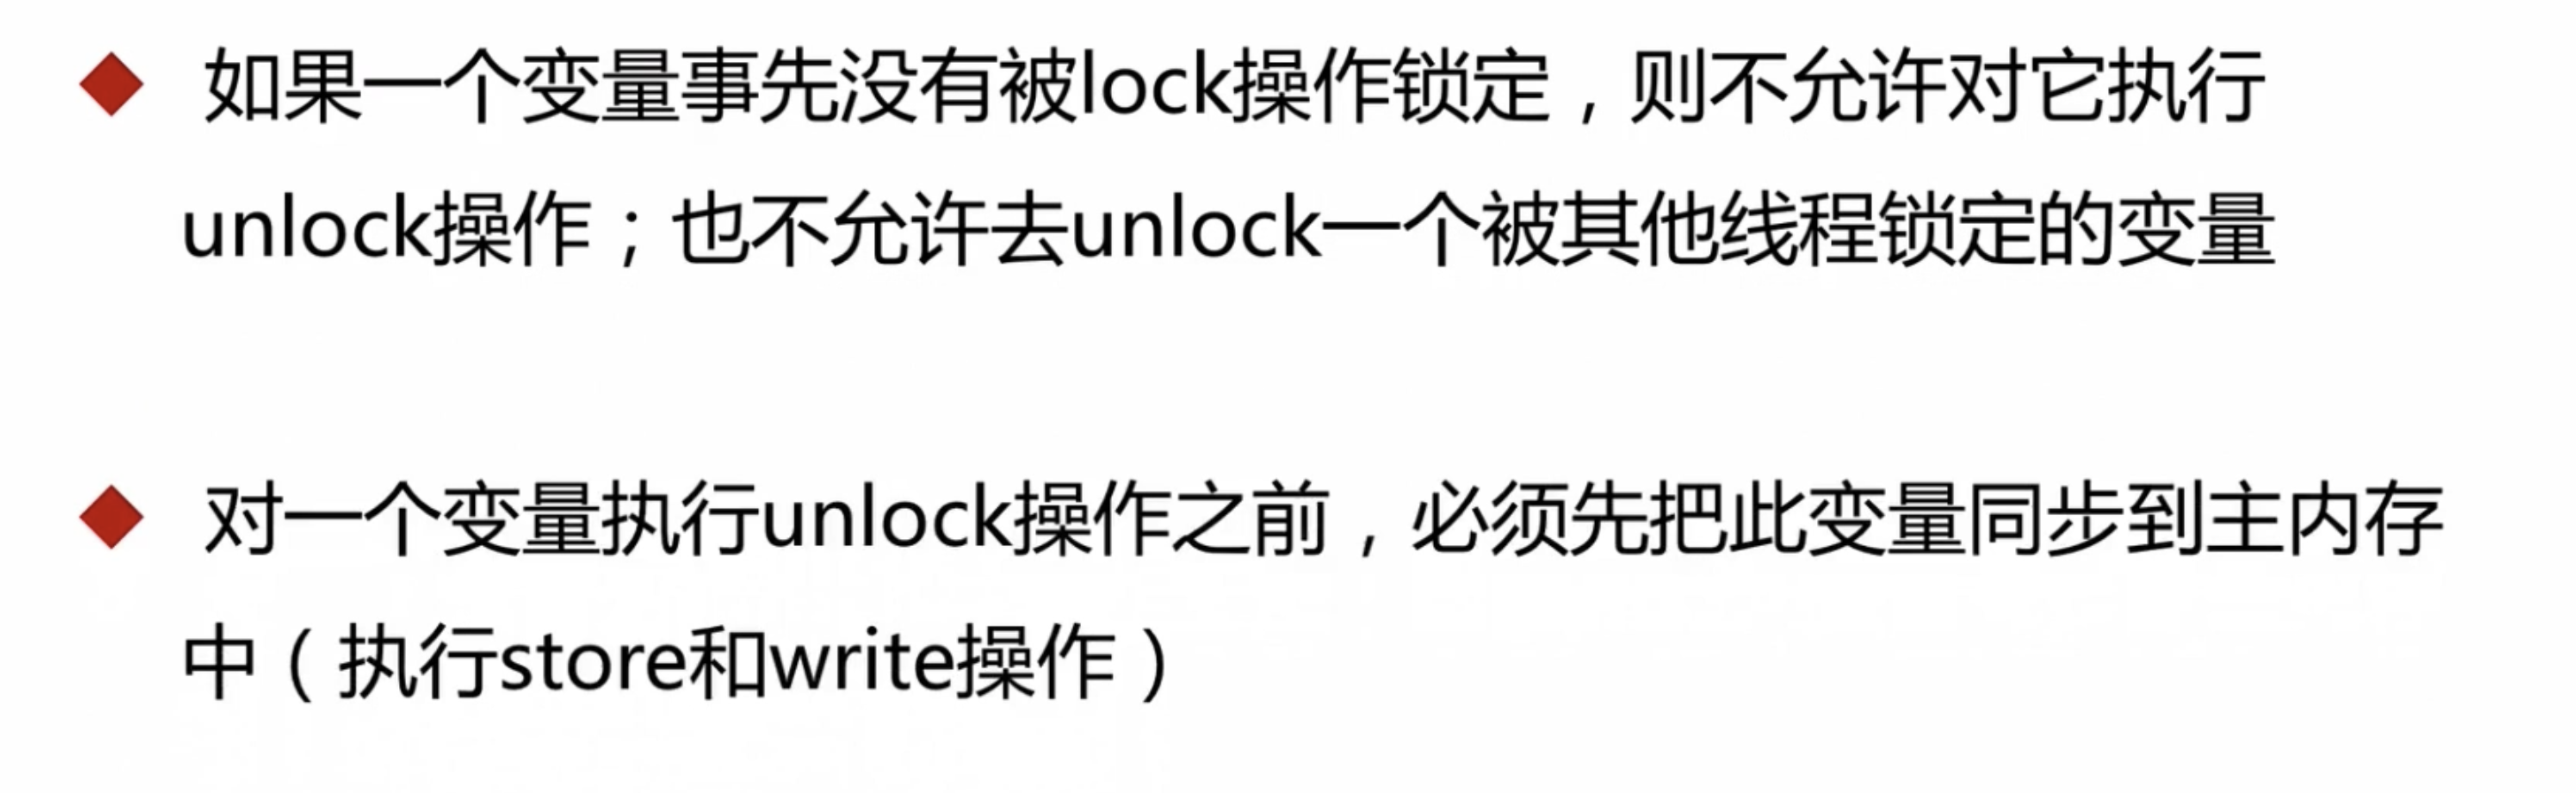 如果一个变量事先没有被lock操作锁定，则不允许对它执行
unlock操作；也不允许去unlock一个被其他线程锁定的变量
对一个变量执行unlock操作之前，必须先把此变量同步到主内存
中（执行store和write操作）